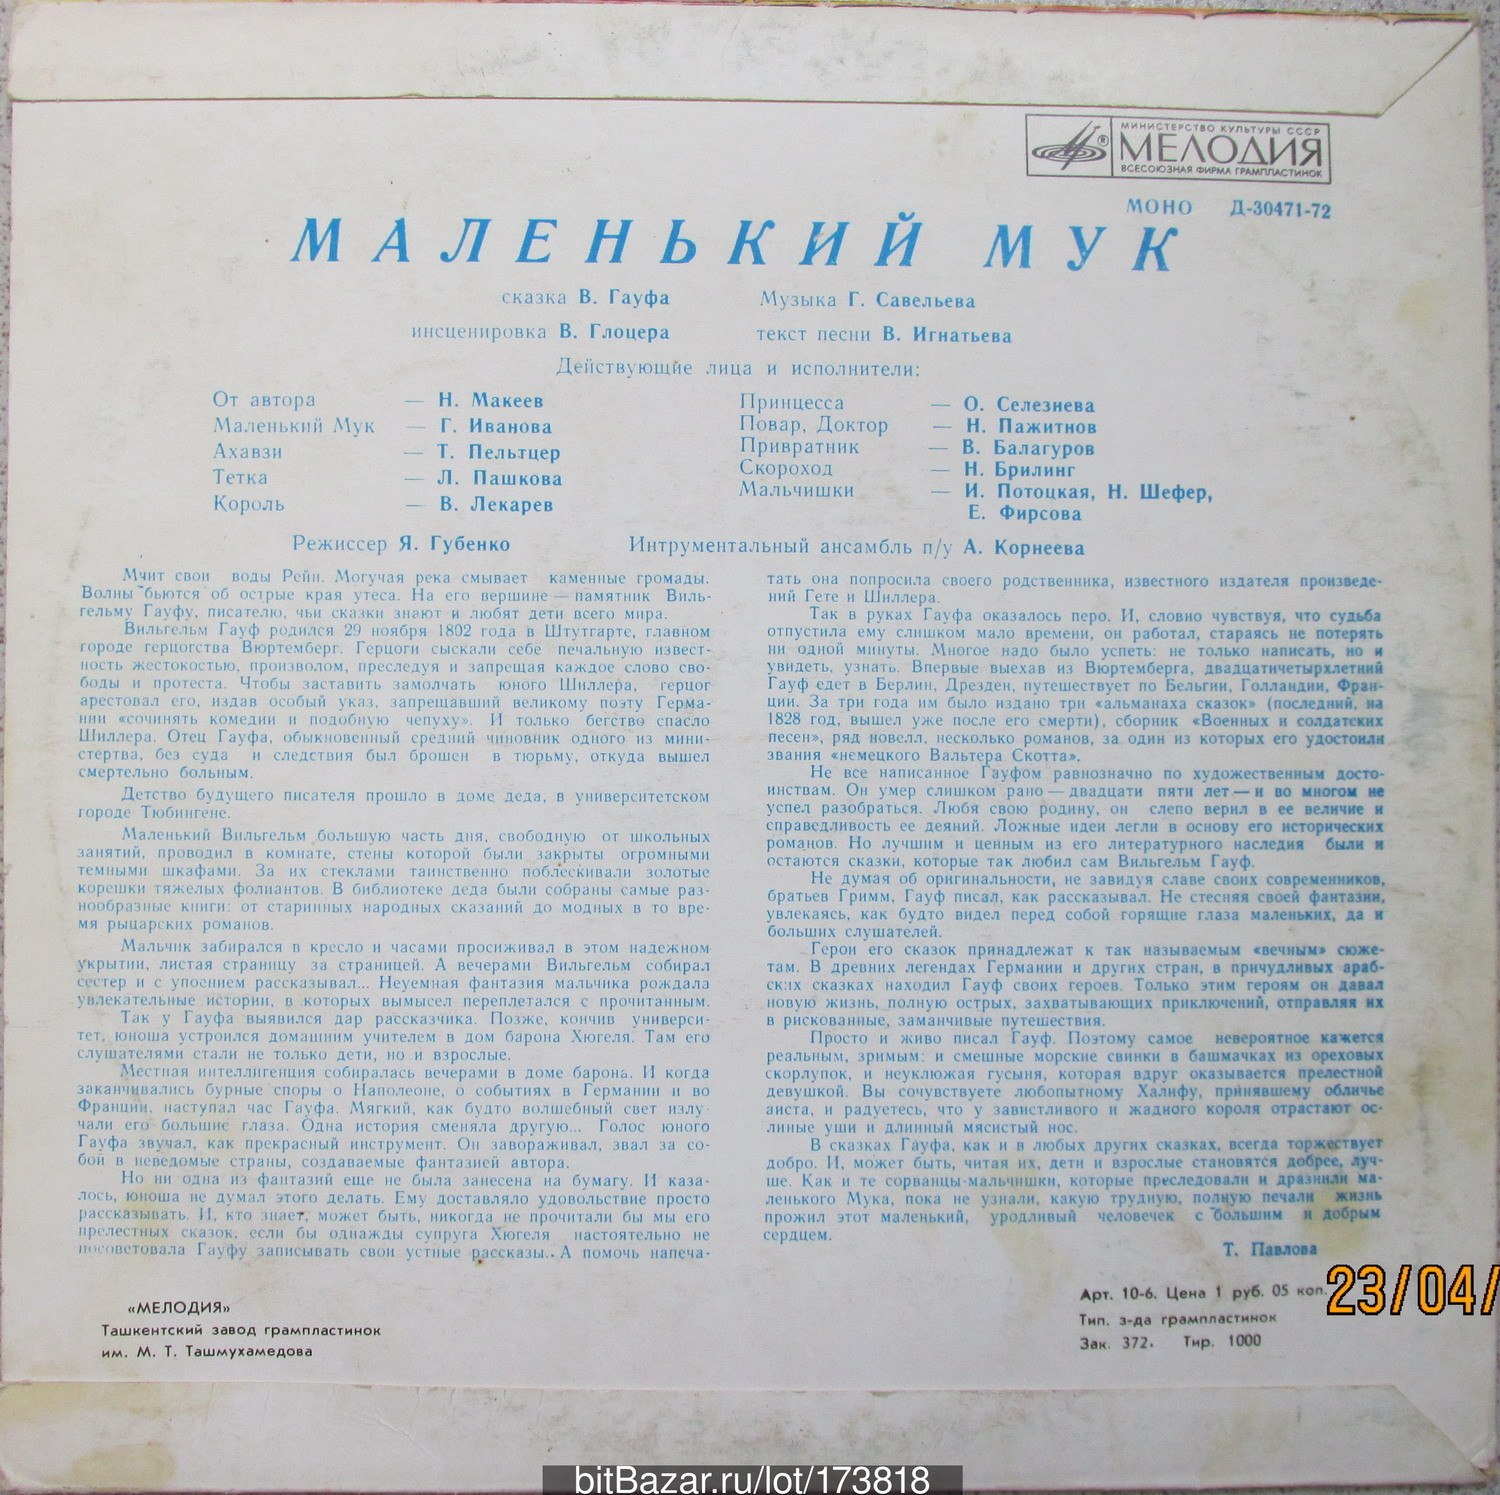 МИНИСТЕРСТВО КУЛЬТУРЫ СССР
МЕЛОДИЯ
ВСЕСОЮЗНАЯ ФИРМА ГРАМПЛАСТИНОК
МОНО Д-30471-72
МАЛЕНЬКИЙ МУК
сказка В. Гауфа
Музыка Г. Савельева
инсценировка В. Глоцера
текст песни В. Игнатьева
Действующие лица и исполнители:
От автора — Н. Макеев
Маленький Мук — Г. Иванова
Ахавзи — Т. Пельтцер
Тетка — Л. Пашкова
Король — В. Лекарев
Принцесса — О. Селезнева
Повар, Доктор — Н. Пажитнов
Привратник — В. Балагуров
Скороход — Н. Брилинг
Мальчишки — И. Потоцкая, Н. Шефер,
Е. Фирсова
Режиссер Я. Губенко
Интрументальный ансамбль п/у А. Корнеева
Мчит свои воды Рейн. Могучая река смывает каменные громады.
Волны бьются об острые края утеса. На его вершине — памятник Виль-
гельму Гауфу, писателю, чьи сказки знают и любят дети всего мира.
Вильгельм Гауф родился 29 ноября 1802 года в Штутгарте, главном
городе герцогства Вюртемберг. Герцоги сыскали себе печальную извест-
ность жестокостью, произволом, преследуя и запрещая каждое слово сво-
боды и протеста. Чтобы заставить замолчать юного Шиллера, герцог
арестовал его, издав особый указ, запрещавший великому поэту Герма-
нии «сочинять комедии и подобную чепуху». И только бегство спасло
Шиллера. Отец Гауфа, обыкновенный средний чиновник одного из мини-
стертва, без суда и следствия был брошен в тюрьму, откуда вышел
смертельно больным.
Детство будущего писателя прошло в доме деда, в университетском
городе Тюбингене.
Маленький Вильгельм большую часть дня, свободную от школьных
занятий, проводил в комнате, стены которой были закрыты огромными
темными шкафами. За их стеклами таинственно поблескивали золотые
корешки тяжелых фолиантов. В библиотеке деда были собраны самые раз-
нообразные книги: от старинных народных сказаний до модных в то вре-
мя рыцарских романов.
Мальчик забирался в кресло и часами просиживал в этом надежном
укрытии, листая страницу за страницей. А вечерами Вильгельм собирал
сестер и с упоением рассказывал... Неуемная фантазия мальчика рождала
увлекательные истории, в которых вымысел переплетался с прочитанным.
Так у Гауфа выявился дар рассказчика. Позже, кончив универси-
тет, юноша устроился домашним учителем в дом барона Хюгеля. Там его
слушателями стали не только дети, но и взрослые.
Местная интеллигенция собиралась вечерами в доме барона. И когда
заканчивались бурные споры о Наполеоне, о событиях в Германии и во
Франции, наступал час Гауфа. Мягкий, как будто волшебный свет излу-
чали его большие глаза. Одна история сменяла другую... Голос юного
Гауфа звучал, как прекрасный инструмент. Он завораживал, звал за со-
бой в неведомые страны, создаваемые фантазией автора.
Но ни одна из фантазий еще не была занесена на бумагу. И каза-
лось, юноша не думал этого делать. Ему доставляло удовольствие просто
рассказывать. И, кто знает, может быть, никогда не прочитали бы мы его
прелестных сказок, если бы однажды супруга Хюгеля настоятельно не
посоветовала Гауфу записывать свои устные рассказы.. А помочь напеча-
тать она попросила своего родственника, известного издателя произведе-
ний Гете и Шиллера.
Так в руках Гауфа оказалось перо. И, словно чувствуя, что судьба
отпустила ему слишком мало времени, он работал, стараясь не потерять
ни одной минуты. Многое надо было успеть: не только написать, но и
увидеть, узнать. Впервые выехав из Вюртемберга, двадцатичетырхлетний
Гауф едет в Берлин, Дрезден, путешествует по Бельгии, Голландии, Фран-
ции. За три года им было издано три «альманаха сказок» (последний, на
1828 год, вышел уже после его смерти), сборник «Военных и солдатских
песен», ряд новелл, несколько романов, за один из которых его удостоили
звания «немецкого Вальтера Скотта».
Не все написанное Гауфом равнозначно по художественным досто-
инствам. Он умер слишком рано — двадцати пяти лет — и во многом не
успел разобраться. Любя свою родину, он слепо верил в ее величие и
справедливость ее деяний. Ложные идеи легли в основу его исторических
романов. Но лучшим и ценным из его литературного наследия были и
остаются сказки, которые так любил сам Вильгельм Гауф.
Не думая об оригинальности, не завидуя славе своих современников,
братьев Гримм, Гауф писал, как рассказывал. Не стесняя своей фантазии,
увлекаясь, как будто видел перед собой горящие глаза маленьких, да и
больших слушателей.
Герои его сказок принадлежат к так называемым «вечным» сюже-
там. В древних легендах Германии и других стран, в причудливых араб-
ских сказках находил Гауф своих героев. Только этим героям он давал
новую жизнь, полную острых, захватывающих приключений, отправляя их
в рискованные, заманчивые путешествия.
Просто и живо писал Гауф. Поэтому самое невероятное кажется
реальным, зримым: и смешные морские свинки в башмачках из ореховых
скорлупок, и неуклюжая гусыня, которая вдруг оказывается прелестной
девушкой. Вы сочувствуете любопытному Халифу, принявшему обличье
аиста, и радуетесь, что у завистливого и жадного короля отрастают ос-
линые уши и длинный мясистый нос.
В сказках Гауфа, как и в любых других сказках, всегда торжествует
добро. И, может быть, читая их, дети и взрослые становятся добрее, луч-
ше. Как и те сорванцы-мальчишки, которые преследовали и дразнили ма-
ленького Мука, пока не узнали, какую трудную, полную печали жизнь
прожил этот маленький, уродливый человечек с большим и добрым
сердцем.
Т. Павлова
«МЕЛОДИЯ»
Ташкентский завод грампластинок
им. М. Т. Ташмухамедова
Арт. 10-6. Цена 1 руб. 05 коп.
Тип. з-да грампластинок
Зак. 372. Тир. 1000
23/04/
bitBazar.ru/lot/173818